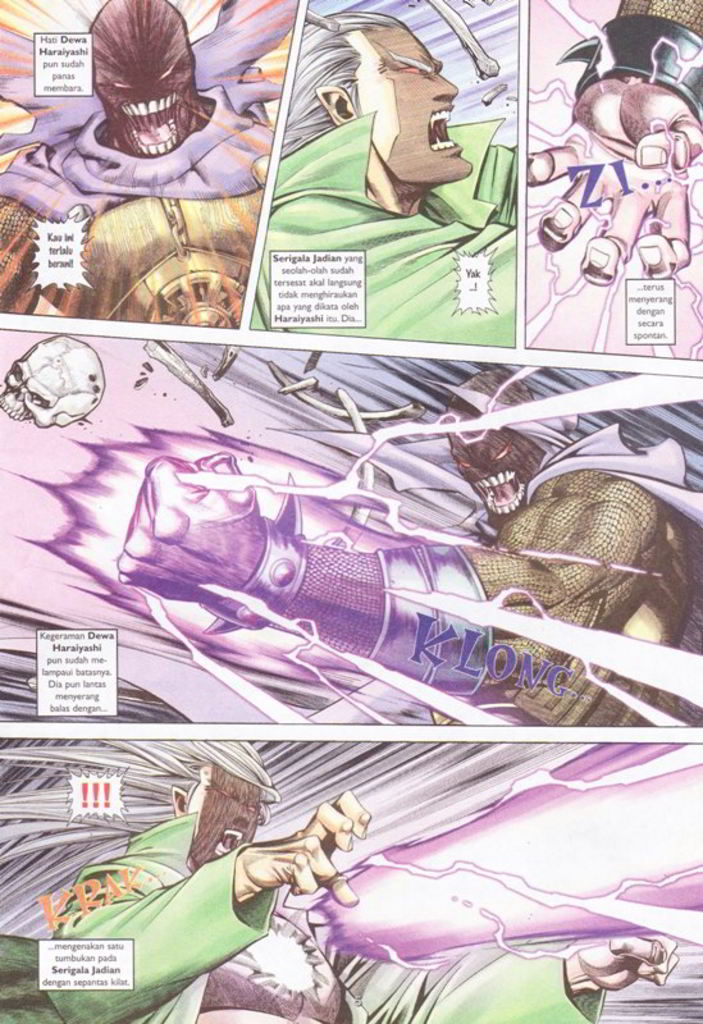 Hati Dewa
Haraiyashi
pun sudah
panas
membara.
Kau ini
terlalu
berani!
Serigala Jadian yang
seolah-olah sudah
tersesat akal langsung
tidak menghiraukan
apa yang dikata oleh
Haraiyashi itu. Dia...
Yak
..!
ZI...
...terus
menyerang
dengan
secara
spontan.
Kegeraman Dewa
Haraiyashi
pun sudah me-
lampaui batasnya.
Dia pun lantas
menyerang
balas dengan...
KLONG...
!!!
KRAK...
...mengenakan satu
tumbukan pada
Serigala Jadian
dengan sepantas kilat.